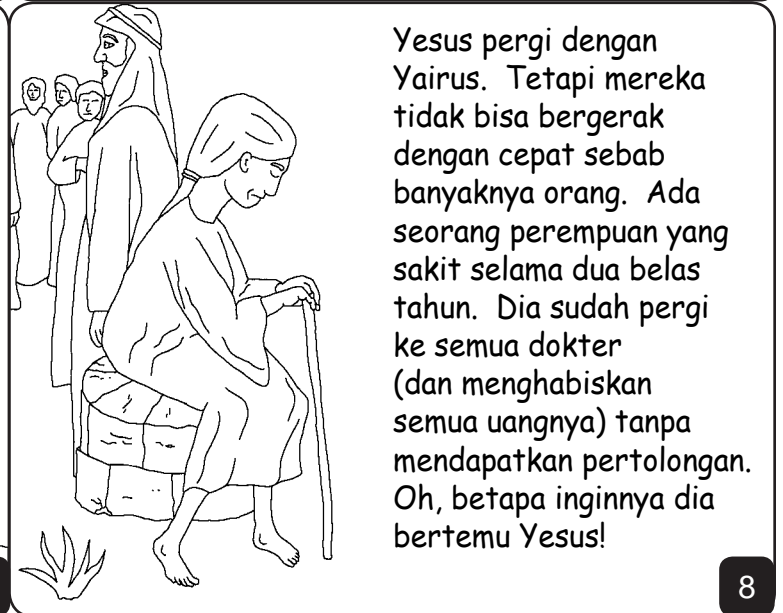 Yesus pergi dengan
Yairus. Tetapi mereka
tidak bisa bergerak
dengan cepat sebab
banyaknya orang. Ada
seorang perempuan yang
sakit selama dua belas
tahun. Dia sudah pergi
ke semua dokter
(dan menghabiskan
semua uangnya) tanpa
mendapatkan pertolongan.
Oh, betapa inginnya dia
bertemu Yesus!
8